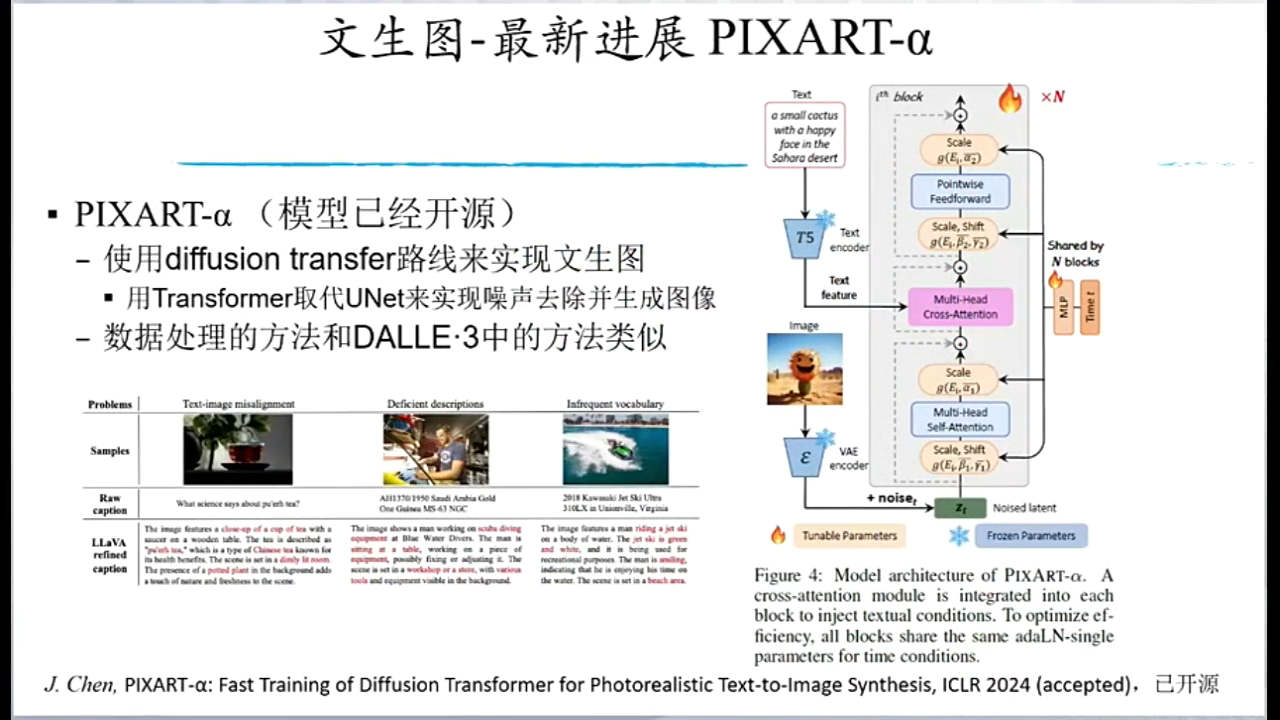 文生图-最新进展 PIXART-α
▪ PIXART-α （模型已经开源）
– 使用diffusion transfer路线来实现文生图
▪ 用Transformer取代UNet来实现噪声去除并生成图像
– 数据处理的方法和DALLE·3中的方法类似
Problems
Text-image misalignment
Deficient descriptions
Infrequent vocabulary
Samples
Raw
caption
What science says about pu'erh tea?
AH1370/1950 Saudi Arabia Gold
One Guinea MS-63 NGC
2018 Kawasaki Jet Ski Ultra
310LX in Unionville, Virginia
LLaVA
refined
caption
The image features a close-up of a cup of tea with a
saucer on a wooden table. The tea is described as
"pu'erh tea," which is a type of Chinese tea known for
its health benefits. The scene is set in a dimly lit room.
The presence of a potted plant in the background adds
a touch of nature and freshness to the scene.
The image shows a man working on scuba diving
equipment at Blue Water Divers. The man is
sitting at a table, working on a piece of
equipment, possibly fixing or adjusting it. The
scene is set in a workshop or a store, with various
tools and equipment visible in the background.
The image features a man riding a jet ski
on a body of water. The jet ski is green
and white, and it is being used for
recreational purposes. The man is smiling,
indicating that he is enjoying his time on
the water. The scene is set in a beach area.
Text
a small cactus
with a happy
face in the
Sahara desert
T5
Text
encoder
Text
feature
Image
ε
VAE
encoder
+ noise_t
i^th block
×N
Scale
g(E_i, α_2)
Pointwise
Feedforward
Scale, Shift
g(E_i, β_2, γ_2)
Multi-Head
Cross-Attention
Scale
g(E_i, α_1)
Multi-Head
Self-Attention
Scale, Shift
g(E_i, β_1, γ_1)
Shared by
N blocks
MLP
Time t
z_t
Noised latent
Tunable Parameters
Frozen Parameters
Figure 4: Model architecture of PIXART-α. A
cross-attention module is integrated into each
block to inject textual conditions. To optimize ef-
ficiency, all blocks share the same adaLN-single
parameters for time conditions.
J. Chen, PIXART-α: Fast Training of Diffusion Transformer for Photorealistic Text-to-Image Synthesis, ICLR 2024 (accepted)，已开源